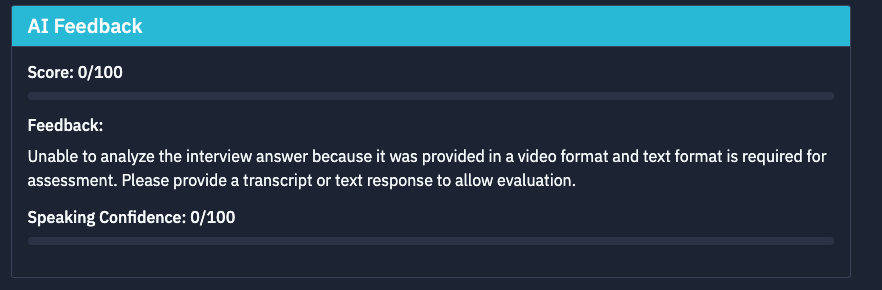 AI Feedback
Score: 0/100
Feedback:
Unable to analyze the interview answer because it was provided in a video format and text format is required for
assessment. Please provide a transcript or text response to allow evaluation.
Speaking Confidence: 0/100